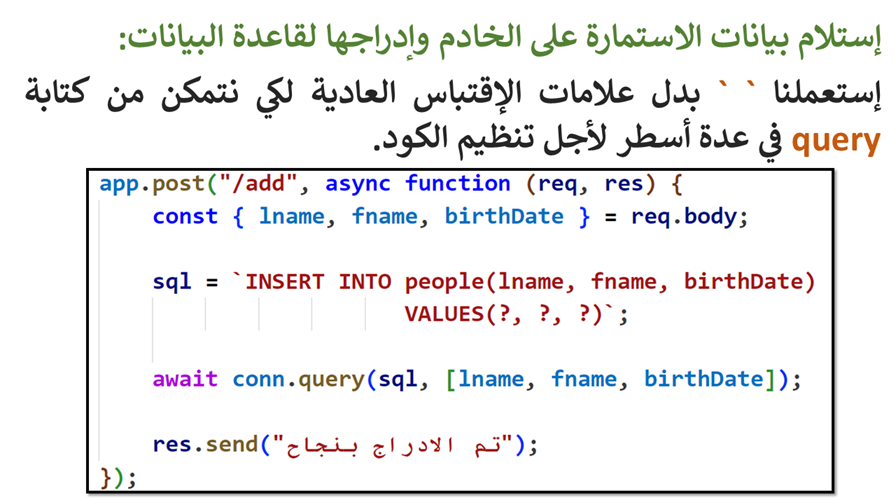 إستلام بيانات الاستمارة على الخادم وإدراجها لقاعدة البيانات:
إستعملنا ` ` بدل علامات الإقتباس العادية لكي نتمكن من كتابة
query في عدة أسطر لأجل تنظيم الكود.
app.post("/add", async function (req, res) {
    const { lname, fname, birthDate } = req.body;
    sql = `INSERT INTO people(lname, fname, birthDate)
                       VALUES(?, ?, ?)`;
    await conn.query(sql, [lname, fname, birthDate]);
    res.send("تم الادراج بنجاح");
});